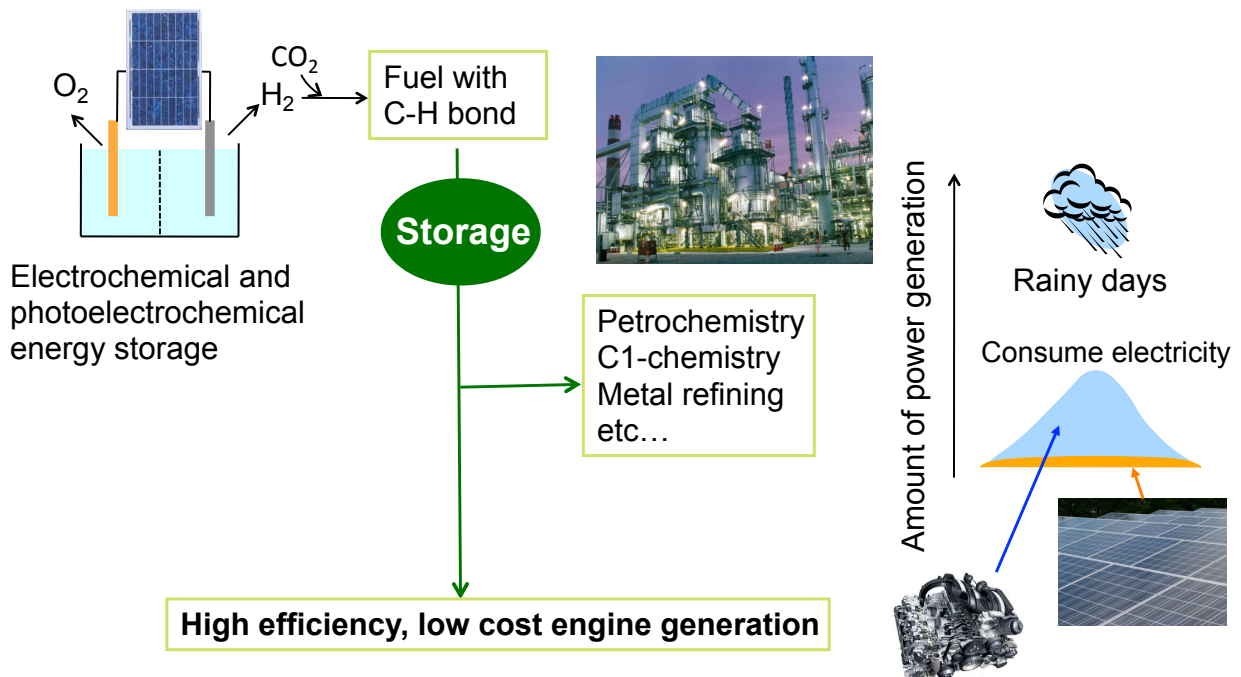 O₂
CO₂
H₂
Fuel with
C-H bond
Storage
Electrochemical and
photoelectrochemical
energy storage
Petrochemistry
C1-chemistry
Metal refining
etc…
High efficiency, low cost engine generation
Amount of power generation
Rainy days
Consume electricity